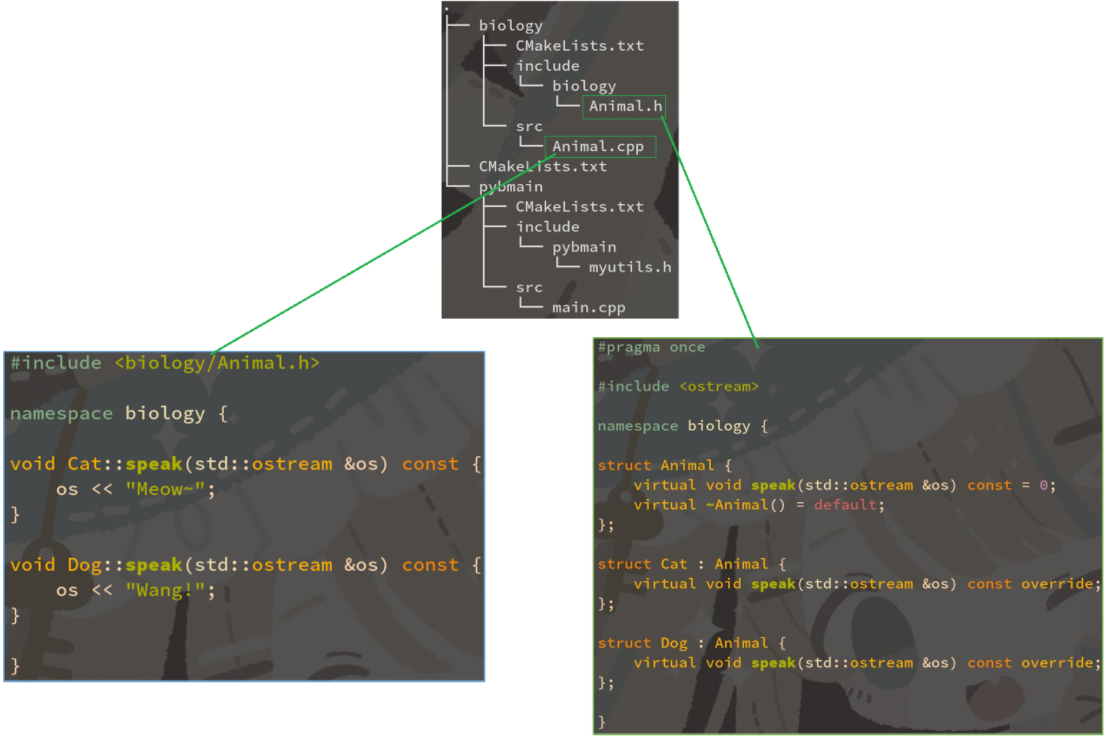 .
├── biology
│   ├── CMakeLists.txt
│   ├── include
│   │   └── biology
│   │       └── Animal.h
│   └── src
│       └── Animal.cpp
├── CMakeLists.txt
└── pybmain
    ├── CMakeLists.txt
    ├── include
    │   └── pybmain
    │       └── myutils.h
    └── src
        └── main.cpp
#include <biology/Animal.h>
namespace biology {
void Cat::speak(std::ostream &os) const {
    os << "Meow~";
}
void Dog::speak(std::ostream &os) const {
    os << "Wang!";
}
}
#pragma once
#include <ostream>
namespace biology {
struct Animal {
    virtual void speak(std::ostream &os) const = 0;
    virtual ~Animal() = default;
};
struct Cat : Animal {
    virtual void speak(std::ostream &os) const override;
};
struct Dog : Animal {
    virtual void speak(std::ostream &os) const override;
};
}